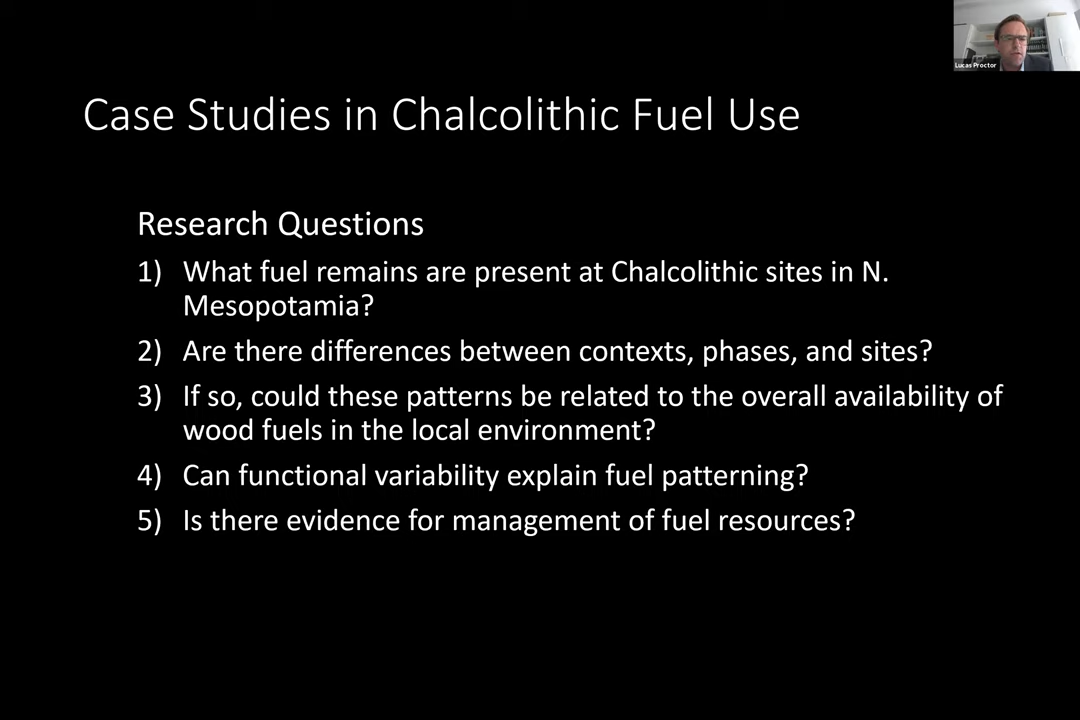 Lucas Proctor
Case Studies in Chalcolithic Fuel Use
Research Questions
1) What fuel remains are present at Chalcolithic sites in N.
Mesopotamia?
2) Are there differences between contexts, phases, and sites?
3) If so, could these patterns be related to the overall availability of
wood fuels in the local environment?
4) Can functional variability explain fuel patterning?
5) Is there evidence for management of fuel resources?